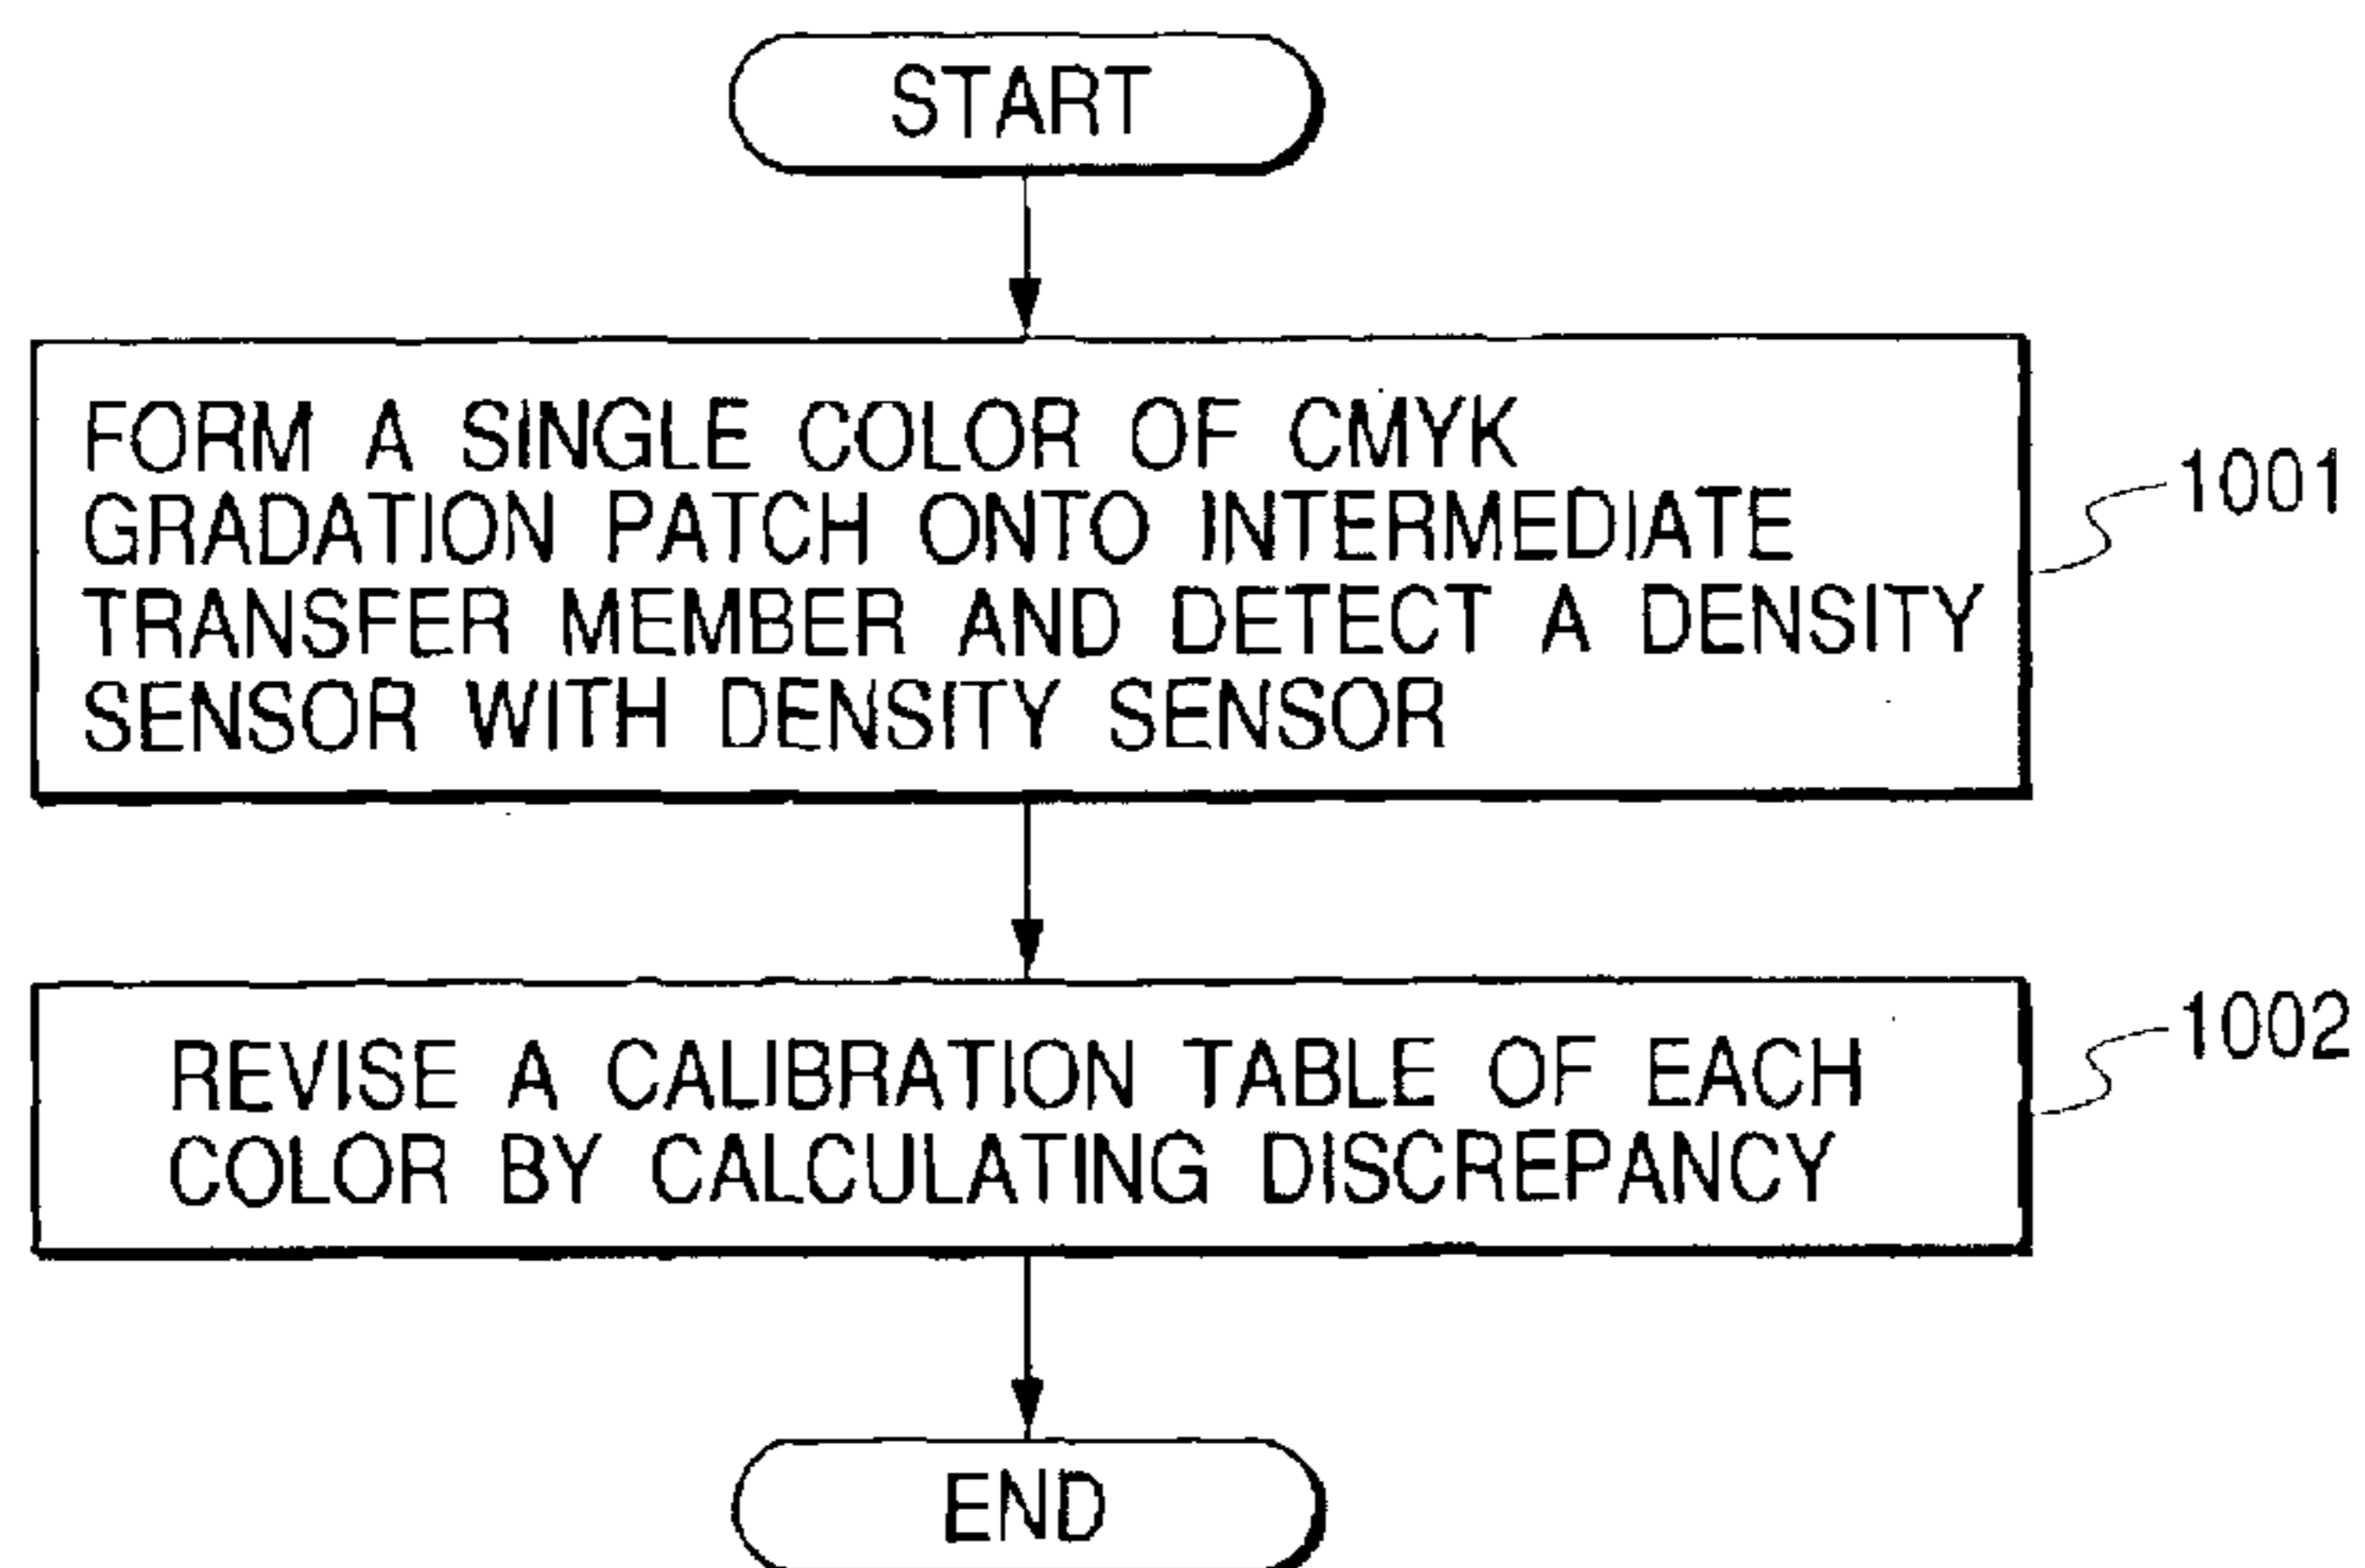 START
FORM A SINGLE COLOR OF CMYK
GRADATION PATCH ONTO INTERMEDIATE
TRANSFER MEMBER AND DETECT A DENSITY
SENSOR WITH DENSITY SENSOR
1001
REVISE A CALIBRATION TABLE OF EACH
COLOR BY CALCULATING DISCREPANCY
1002
END